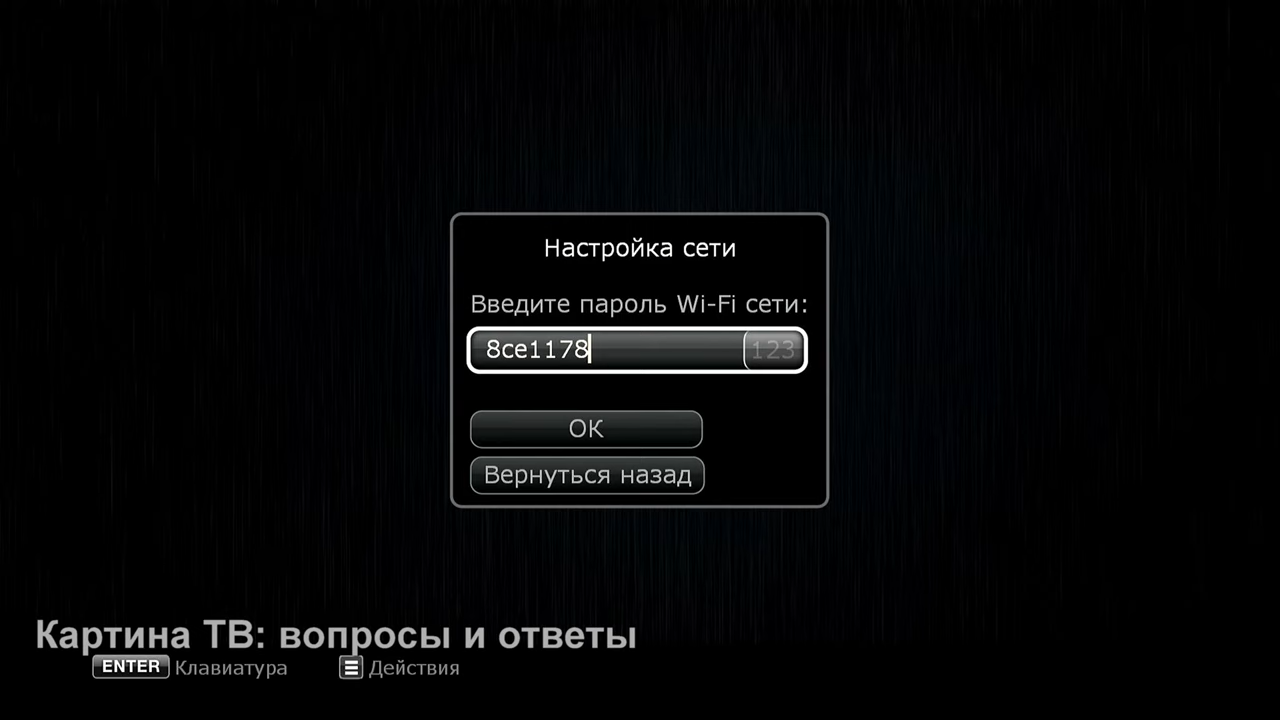 Настройка сети
Введите пароль Wi-Fi сети:
8ce1178
123
OK
Вернуться назад
Картина ТВ: вопросы и ответы
ENTER Клавиатура
Действия